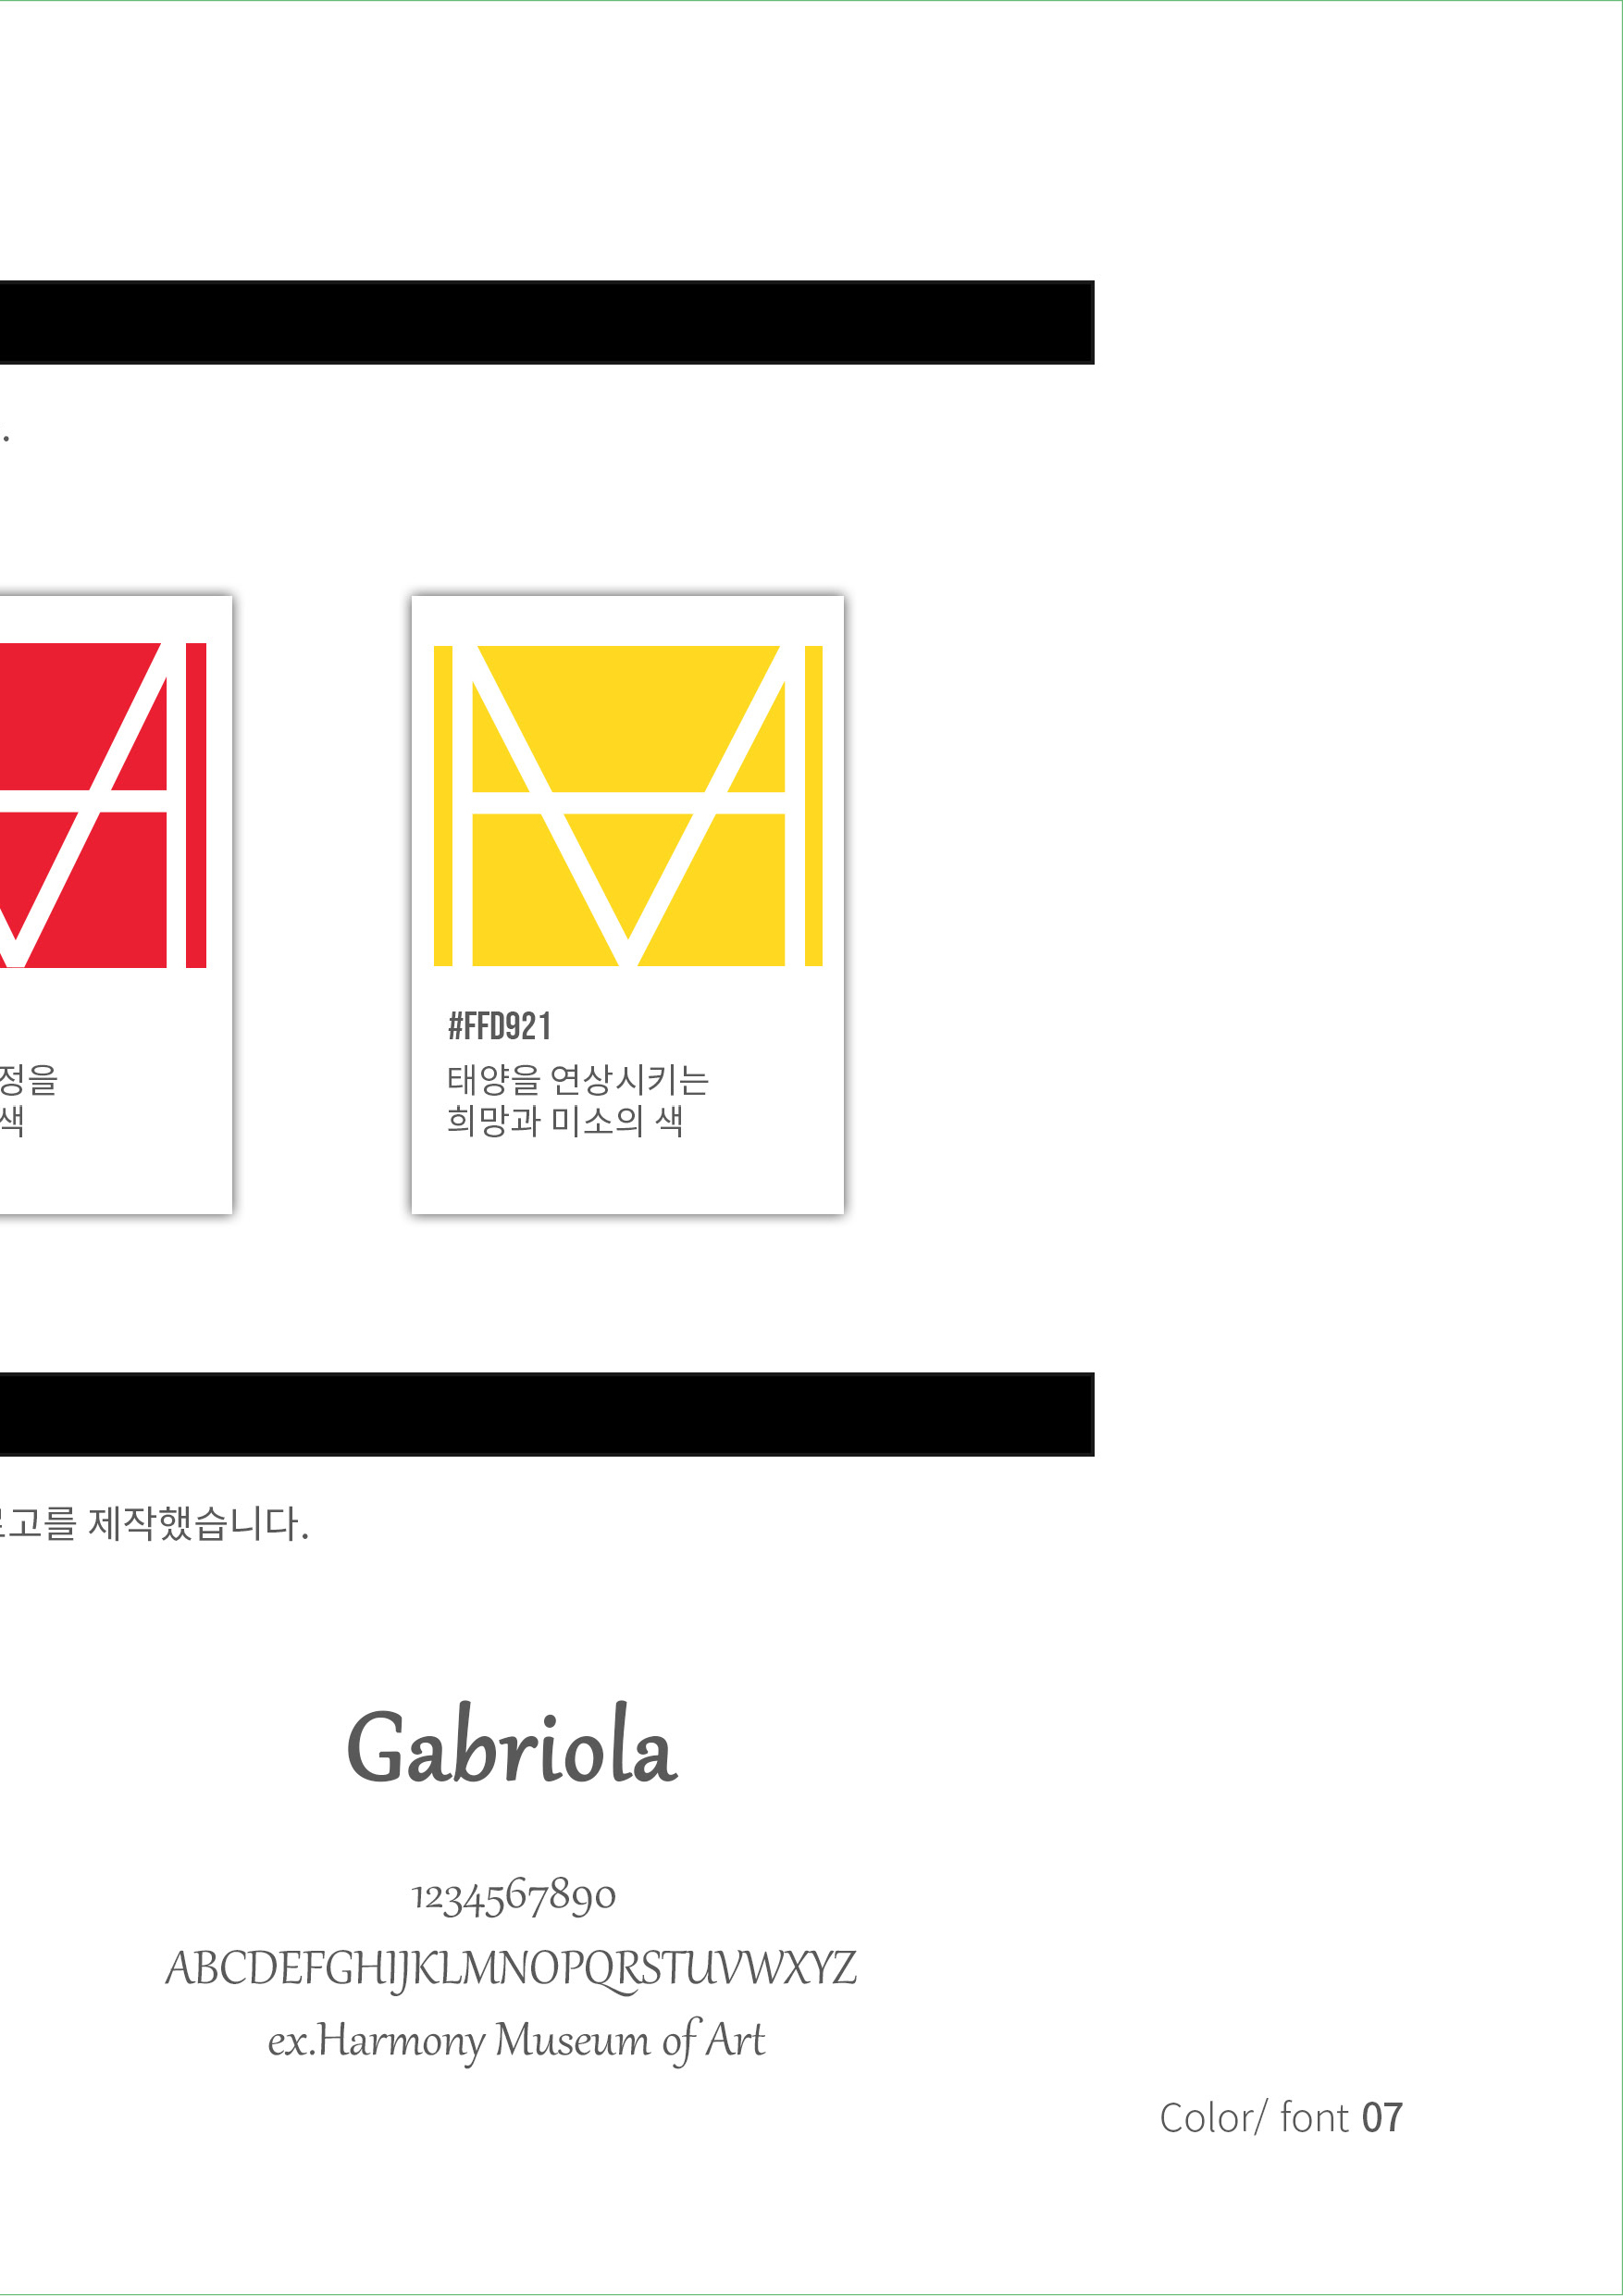 .
#FFD921
정을
색
태양을 연상시키는
희망과 미소의 색
로고를 제작했습니다.
Gabriola
1234567890
ABCDEFGHIJKLMNOPQRSTUVWXYZ
ex.Harmony Museum of Art
Color/ font 07